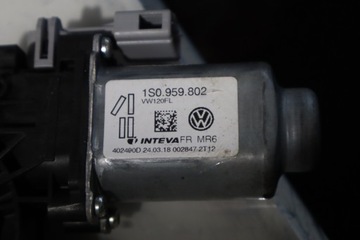 1S0.959.802
VW120FL
INTEVA FR MR6
402490D 24.03.18 002847-2T12